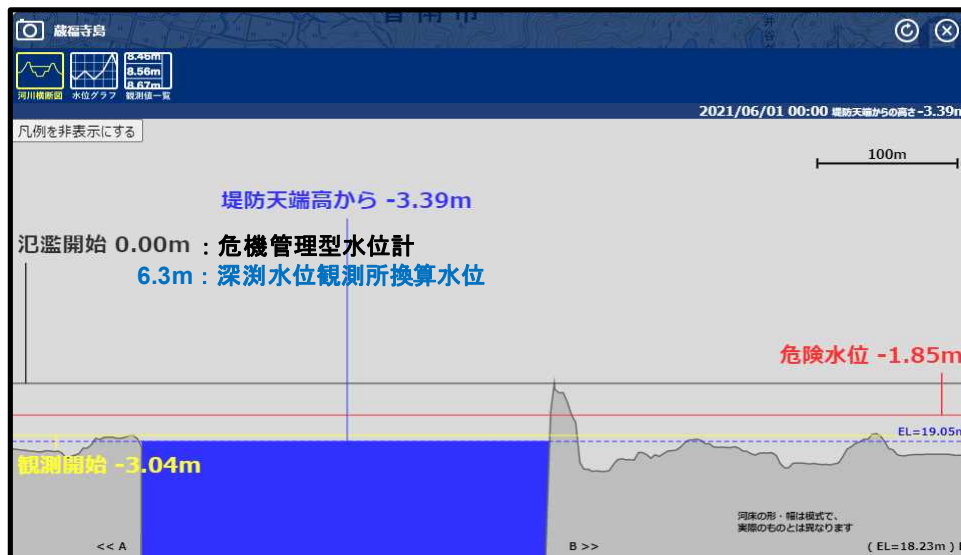 蔵福寺島
8.46m
8.56m
8.67m
河川横断図 水位グラフ 観測値一覧
2021/06/01 00:00 堤防天端からの高さ -3.39m
凡例を非表示にする
100m
堤防天端高から -3.39m
氾濫開始 0.00m :危機管理型水位計
6.3m:深渕水位観測所換算水位
危険水位 -1.85m
EL=19.05m
観測開始 -3.04m
河床の形・幅は模式で、
実際のものとは異なります
<< A
B >>
( EL=18.23m )